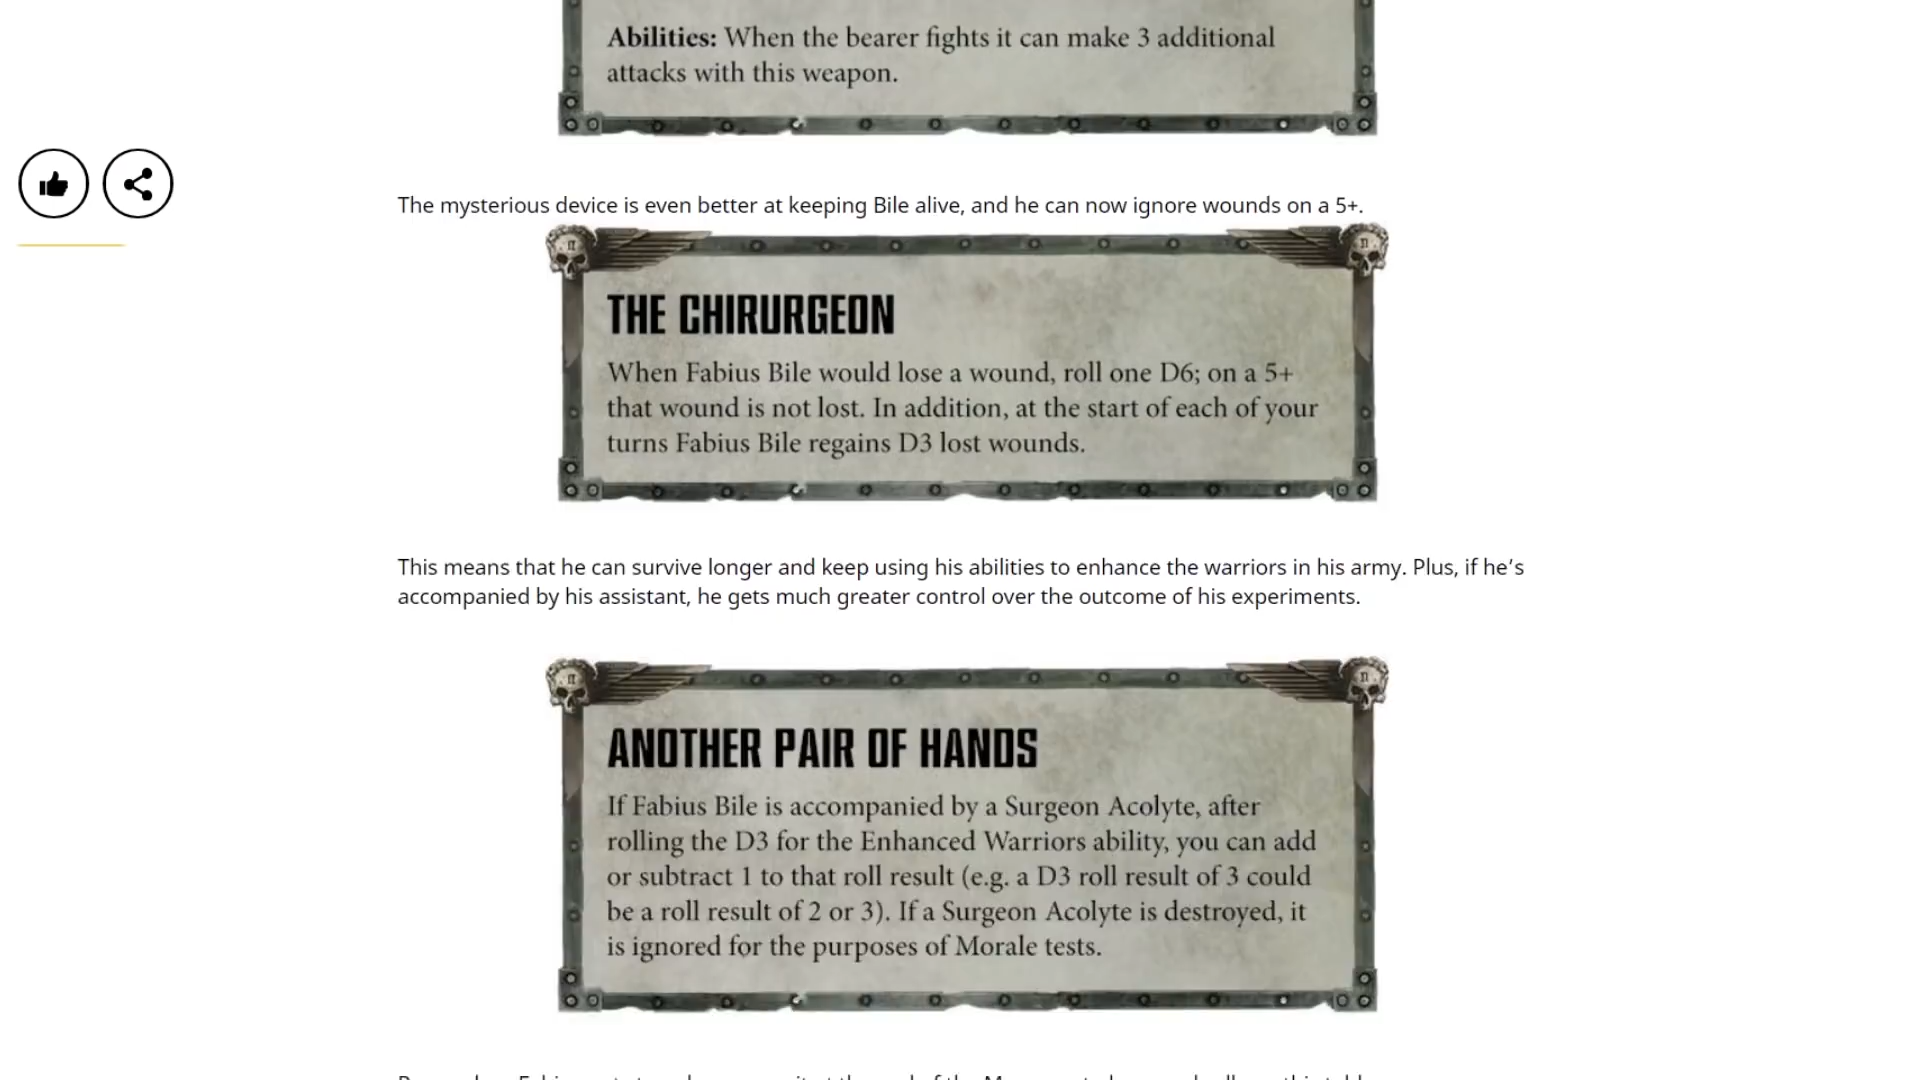 Abilities: When the bearer fights it can make 3 additional
attacks with this weapon.
The mysterious device is even better at keeping Bile alive, and he can now ignore wounds on a 5+.
THE CHIRURGEON
When Fabius Bile would lose a wound, roll one D6; on a 5+
that wound is not lost. In addition, at the start of each of your
turns Fabius Bile regains D3 lost wounds.
This means that he can survive longer and keep using his abilities to enhance the warriors in his army. Plus, if he’s
accompanied by his assistant, he gets much greater control over the outcome of his experiments.
ANOTHER PAIR OF HANDS
If Fabius Bile is accompanied by a Surgeon Acolyte, after
rolling the D3 for the Enhanced Warriors ability, you can add
or subtract 1 to that roll result (e.g. a D3 roll result of 3 could
be a roll result of 2 or 3). If a Surgeon Acolyte is destroyed, it
is ignored for the purposes of Morale tests.